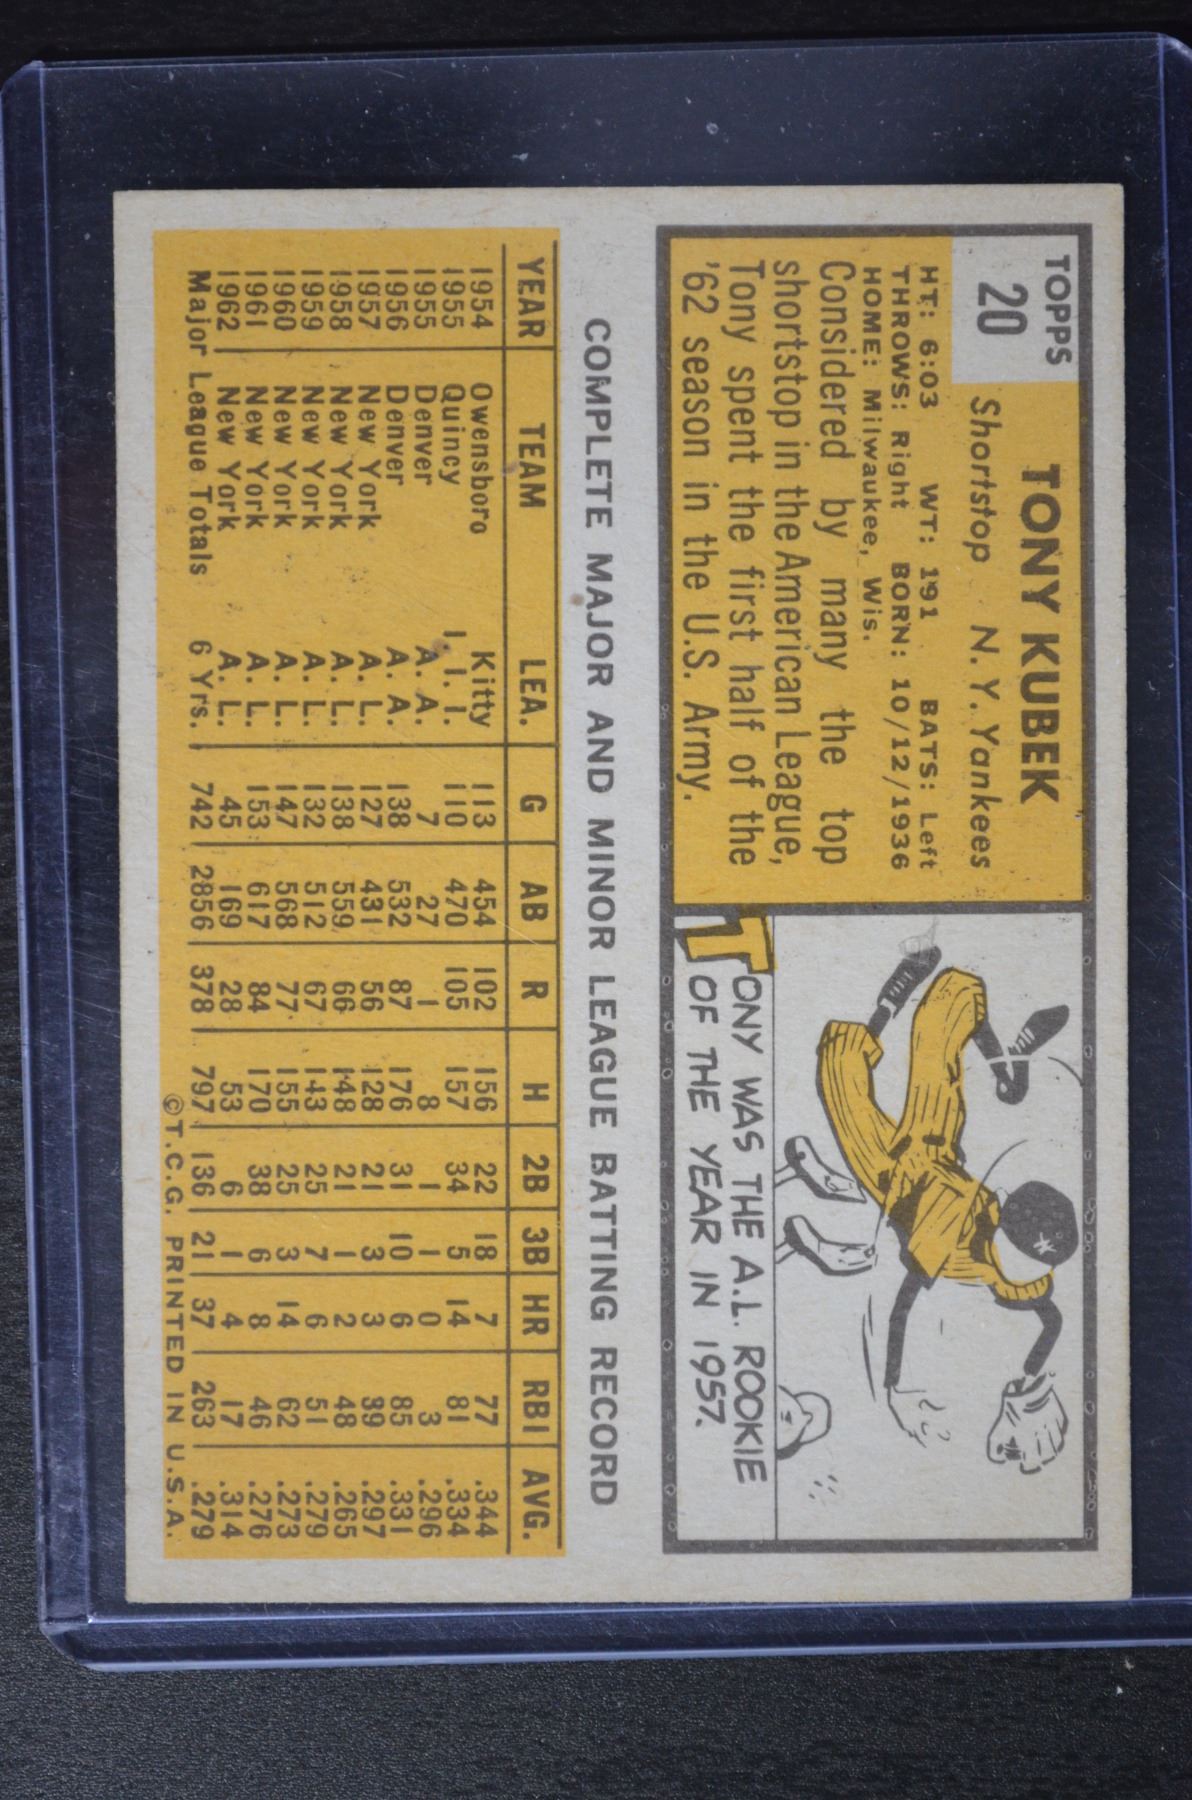 TOPPS
20
TONY KUBEK
Shortstop N. Y. Yankees
HT: 6:03 WT: 191 BATS: Left
THROWS: Right BORN: 10/12/1936
HOME: Milwaukee, Wis.
Considered by many the top
shortstop in the American League,
Tony spent the first half of the
'62 season in the U.S. Army.
TONY WAS THE A.L. ROOKIE
OF THE YEAR IN 1957.
COMPLETE MAJOR AND MINOR LEAGUE BATTING RECORD
YEAR TEAM LEA. G AB R H 2B 3B HR RBI AVG.
1954 Owensboro Kitty 113 454 102 156 22 18 7 77 .344
1955 Quincy I. I. I. 110 470 105 157 34 5 14 81 .334
1955 Denver A. A. 7 27 1 8 1 1 0 3 .296
1956 Denver A. A. 138 532 87 176 31 10 6 85 .331
1957 New York A. L. 127 431 56 128 21 3 3 39 .297
1958 New York A. L. 138 559 66 148 21 1 2 48 .265
1959 New York A. L. 132 512 67 143 25 7 6 51 .279
1960 New York A. L. 147 568 77 155 25 3 14 62 .273
1961 New York A. L. 153 617 84 170 38 6 8 46 .276
1962 New York A. L. 45 169 28 53 6 1 4 17 .314
Major League Totals 6 Yrs. 742 2856 378 797 136 21 37 263 .279
©T.C.G. PRINTED IN U.S.A.